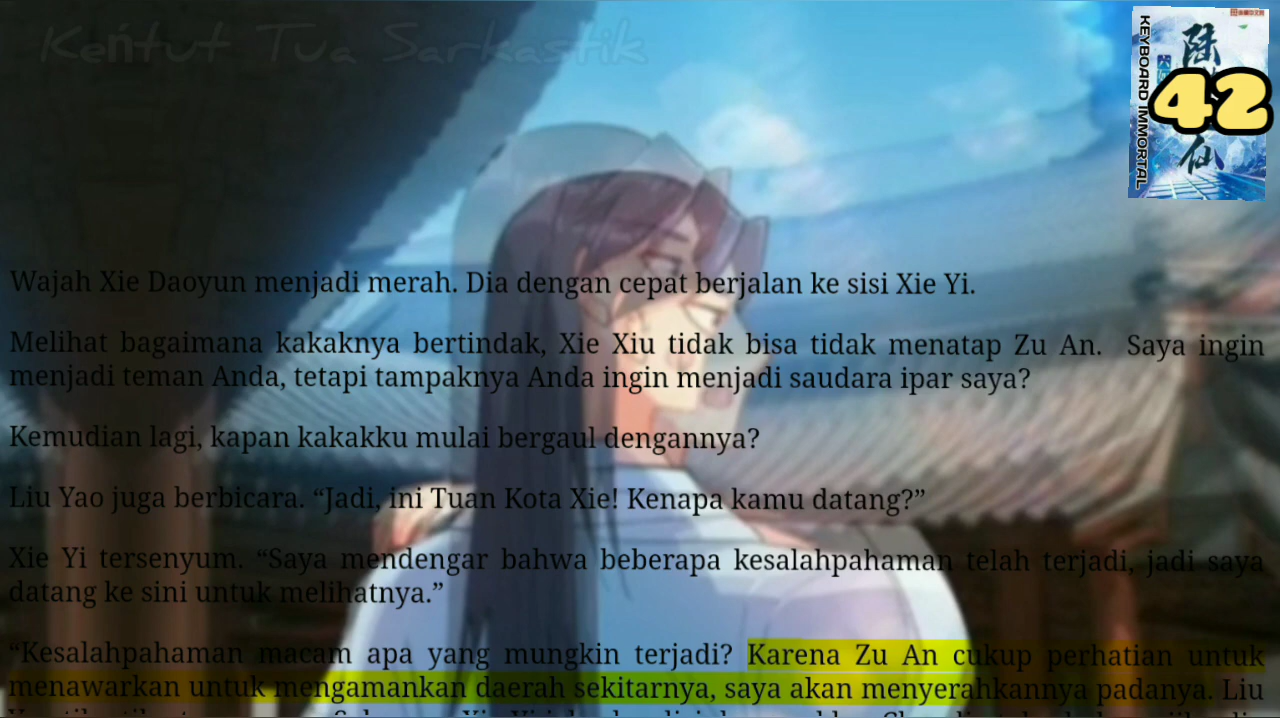 Kentut Tua Sarkastik
KEYBOARD IMMORTAL
42
Wajah Xie Daoyun menjadi merah. Dia dengan cepat berjalan ke sisi Xie Yi.
Melihat bagaimana kakaknya bertindak, Xie Xiu tidak bisa tidak menatap Zu An. Saya ingin
menjadi teman Anda, tetapi tampaknya Anda ingin menjadi saudara ipar saya?
Kemudian lagi, kapan kakakku mulai bergaul dengannya?
Liu Yao juga berbicara. “Jadi, ini Tuan Kota Xie! Kenapa kamu datang?”
Xie Yi tersenyum. “Saya mendengar bahwa beberapa kesalahpahaman telah terjadi, jadi saya
datang ke sini untuk melihatnya.”
“Kesalahpahaman macam apa yang mungkin terjadi? Karena Zu An cukup perhatian untuk
menawarkan untuk mengamankan daerah sekitarnya, saya akan menyerahkannya padanya. Liu